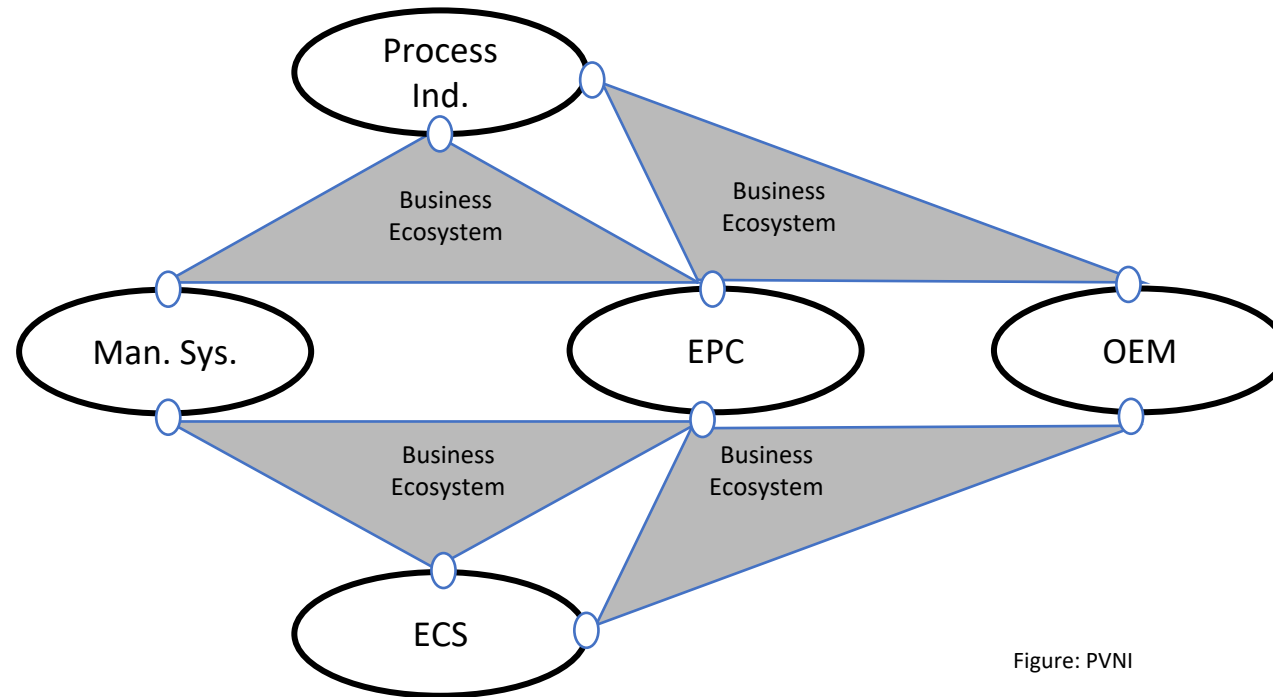 Process
Ind.
Business
Ecosystem
Business
Ecosystem
Man. Sys.
EPC
OEM
Business
Ecosystem
Business
Ecosystem
ECS
Figure: PVNI